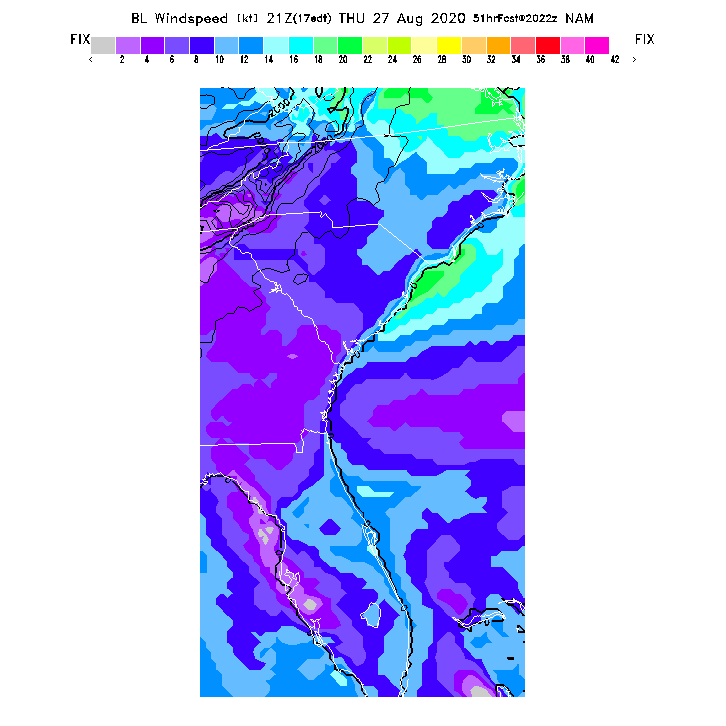 BL Windspeed [kt] 21Z(17edt) THU 27 Aug 2020 51hrFcst@2022z NAM
FIX FIX
< 2 4 6 8 10 12 14 16 18 20 22 24 26 28 30 32 34 36 38 40 42 >
2000